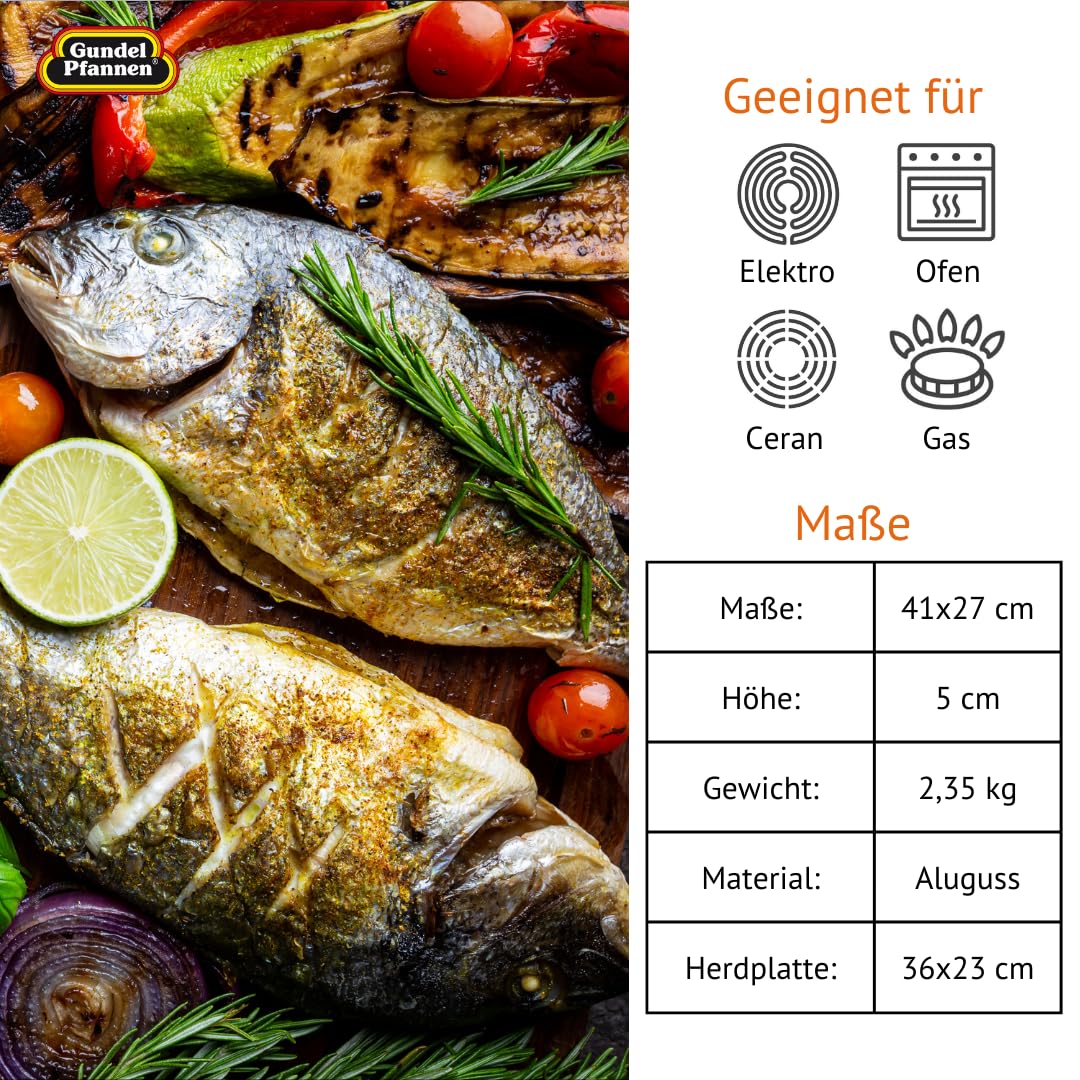 Gundel
Pfannen®
Geeignet für
Elektro
Ofen
Ceran
Gas
Maße
Maße:
41x27 cm
Höhe:
5 cm
Gewicht:
2,35 kg
Material:
Aluguss
Herdplatte:
36x23 cm